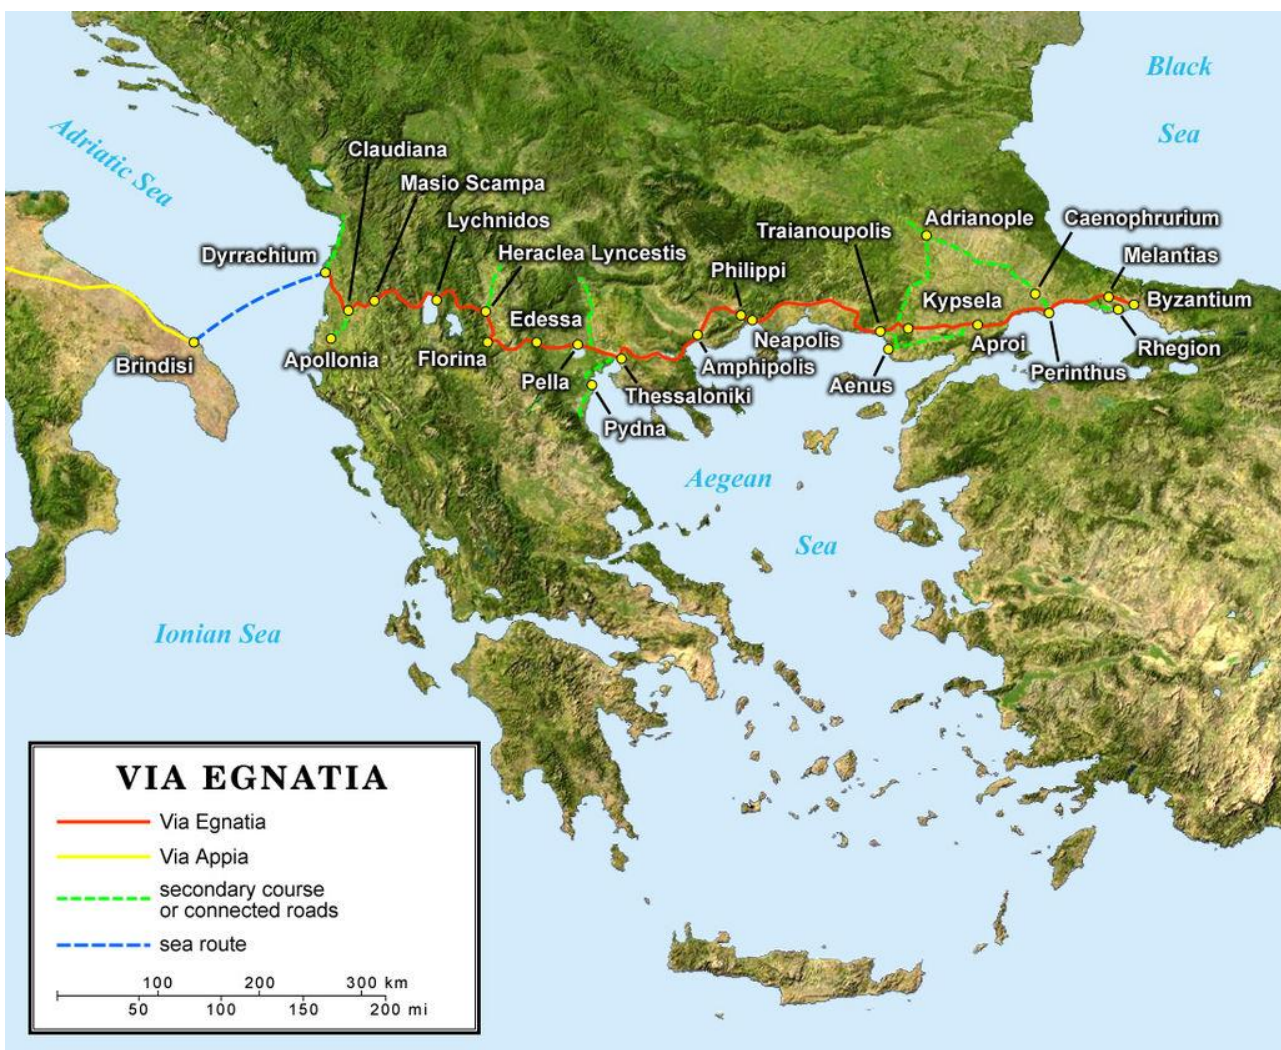 Black
Sea
Adriatic Sea
Claudiana
Masio Scampa
Lychnidos
Heraclea Lyncestis
Dyrrachium
Traianoupolis
Adrianople
Caenophrurium
Melantias
Philippi
Kypsela
Byzantium
Edessa
Neapolis
Aproi
Rhegion
Brindisi
Apollonia
Florina
Pella
Amphipolis
Aenus
Perinthus
Thessaloniki
Pydna
Aegean
Sea
Ionian Sea
VIA EGNATIA
Via Egnatia
Via Appia
secondary course
or connected roads
sea route
100 200 300 km
50 100 150 200 mi